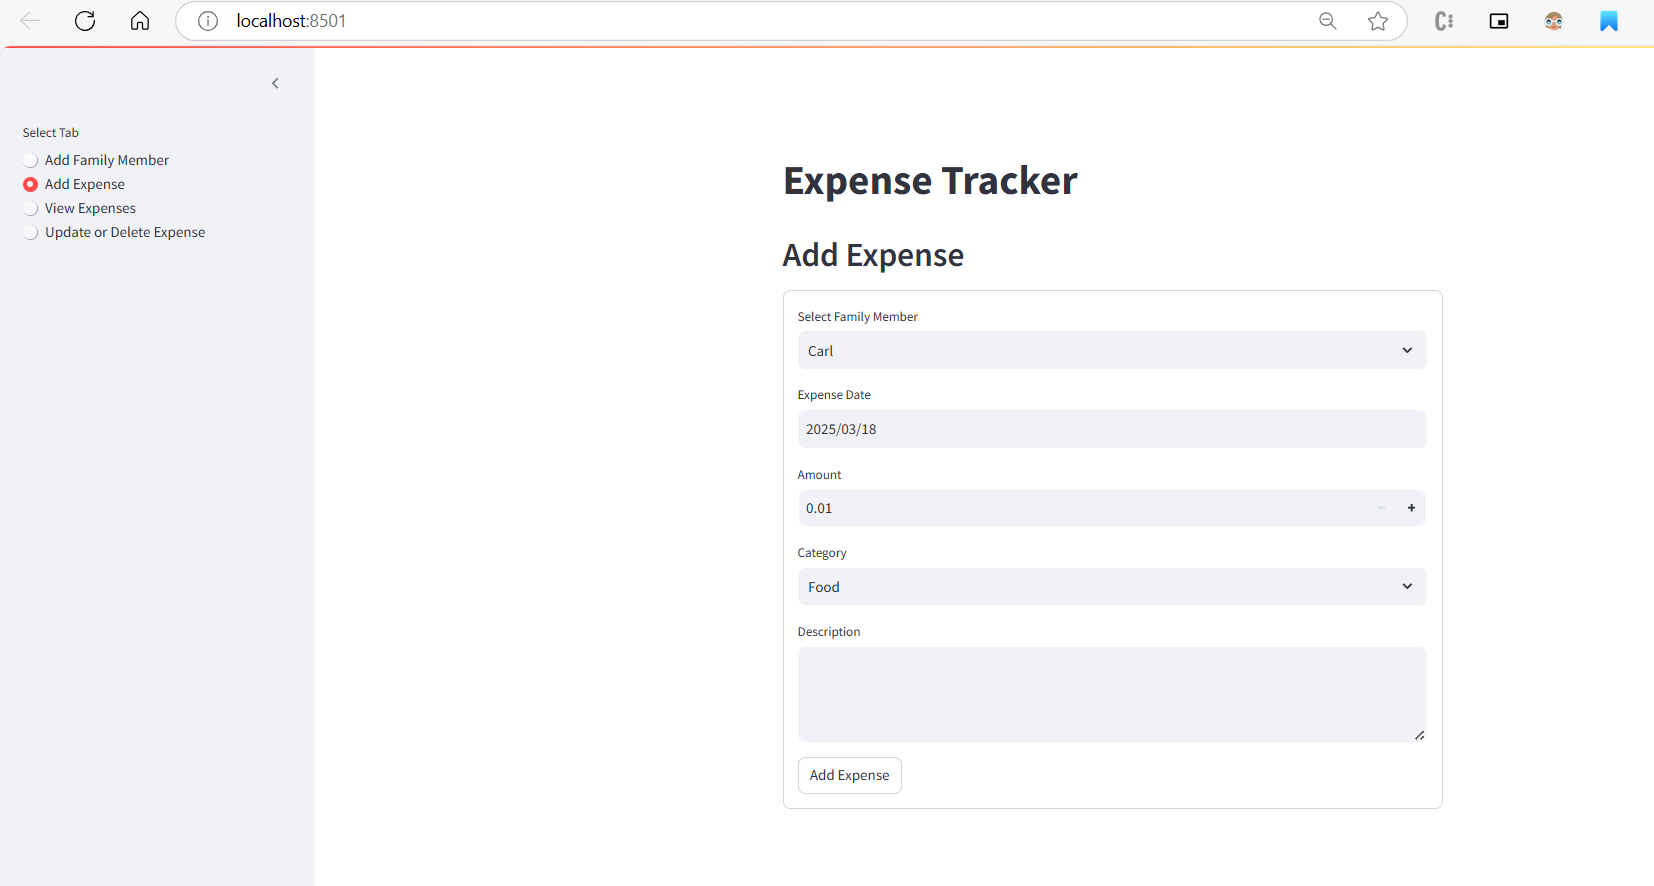 localhost:8501
Select Tab
Add Family Member
Add Expense
View Expenses
Update or Delete Expense
Expense Tracker
Add Expense
Select Family Member
Carl
Expense Date
2025/03/18
Amount
0.01
Category
Food
Description
Add Expense